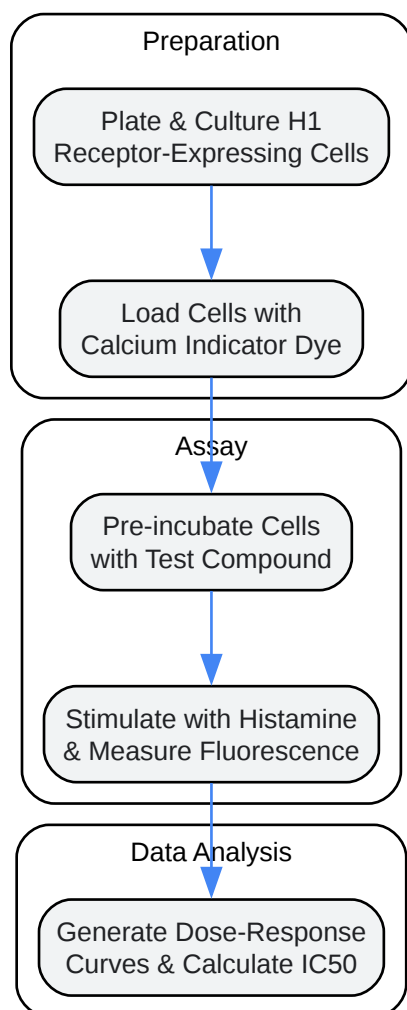 Preparation
Plate & Culture H1
Receptor-Expressing Cells
Load Cells with
Calcium Indicator Dye
Assay
Pre-incubate Cells
with Test Compound
Stimulate with Histamine
& Measure Fluorescence
Data Analysis
Generate Dose-Response
Curves & Calculate IC50